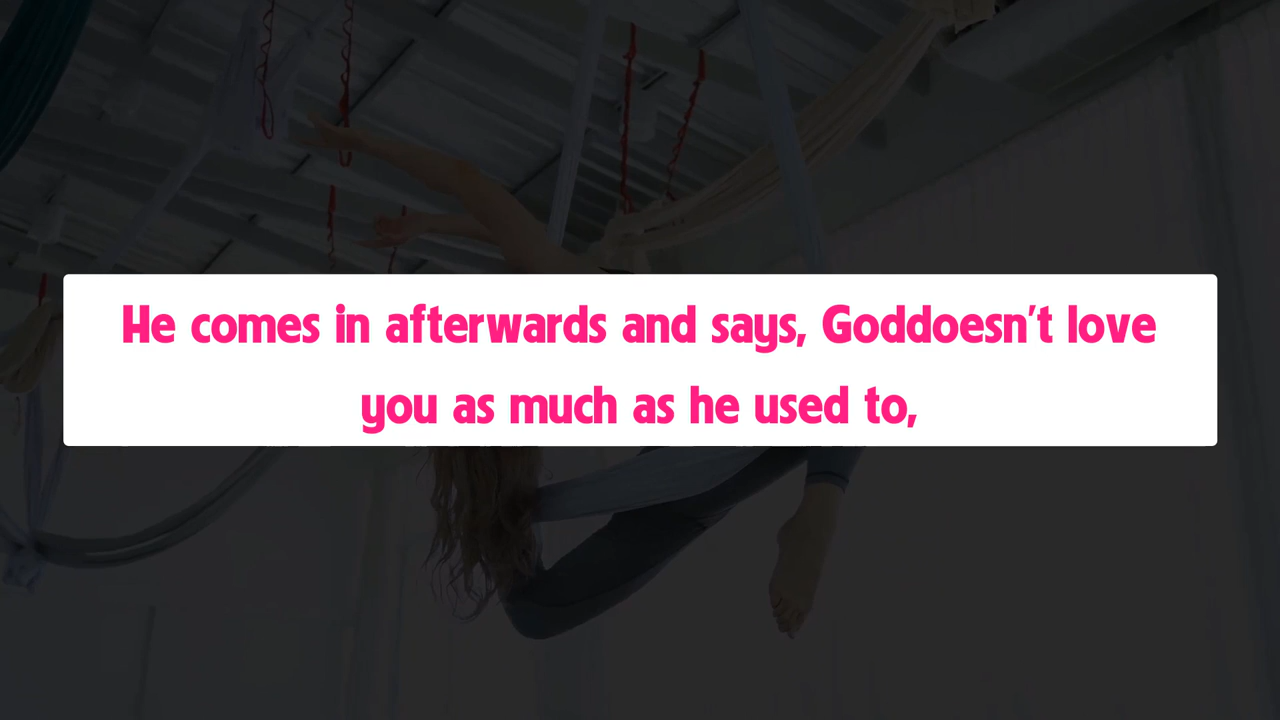 He comes in afterwards and says, Goddoesn't love
you as much as he used to,